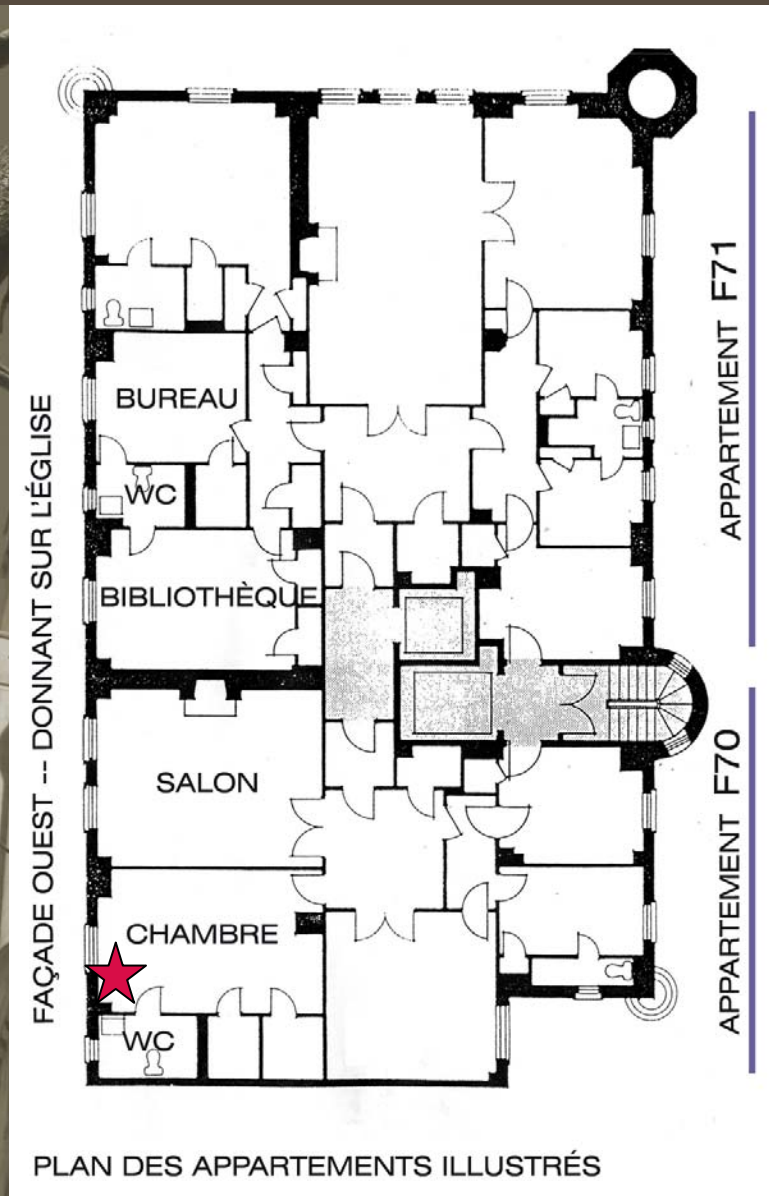 BUREAU
WC
BIBLIOTHÈQUE
SALON
CHAMBRE
WC
FAÇADE OUEST -- DONNANT SUR L'ÉGLISE
APPARTEMENT F71
APPARTEMENT F70
PLAN DES APPARTEMENTS ILLUSTRÉS